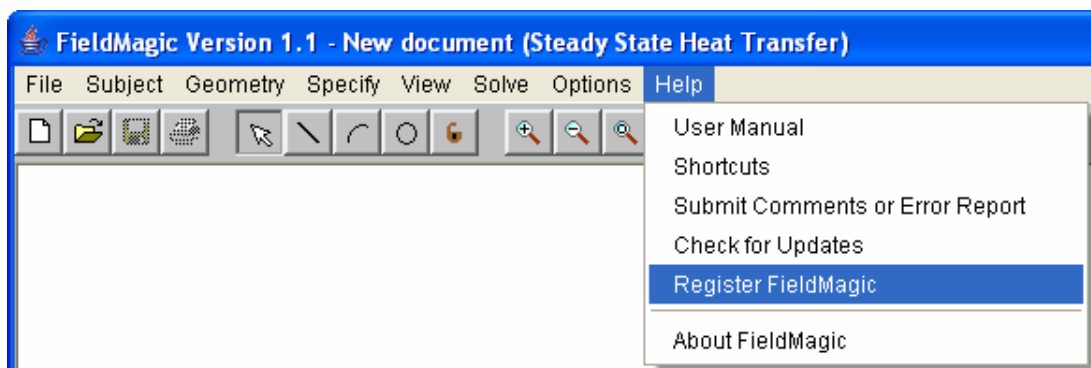 FieldMagic Version 1.1 - New document (Steady State Heat Transfer)
File Subject Geometry Specify View Solve Options Help
User Manual
Shortcuts
Submit Comments or Error Report
Check for Updates
Register FieldMagic
About FieldMagic